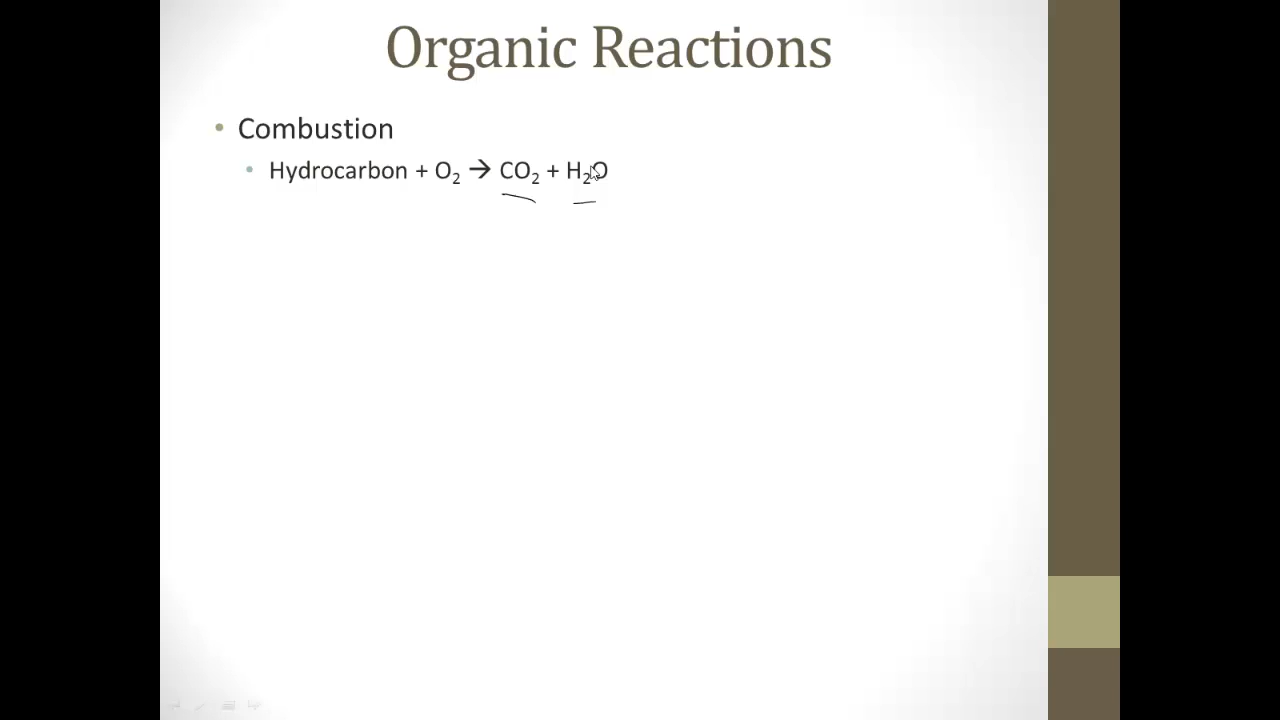 Organic Reactions
• Combustion
• Hydrocarbon + O₂ → CO₂ + H₂O